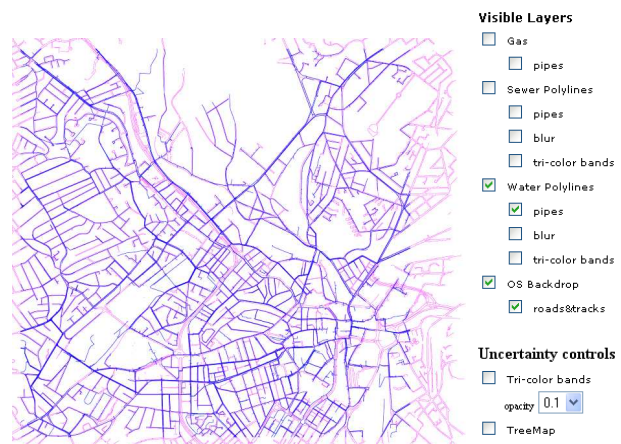 Visible Layers
Gas
pipes
Sewer Polylines
pipes
blur
tri-color bands
Water Polylines
pipes
blur
tri-color bands
OS Backdrop
roads&tracks
Uncertainty controls
Tri-color bands
opacity 0.1
TreeMap